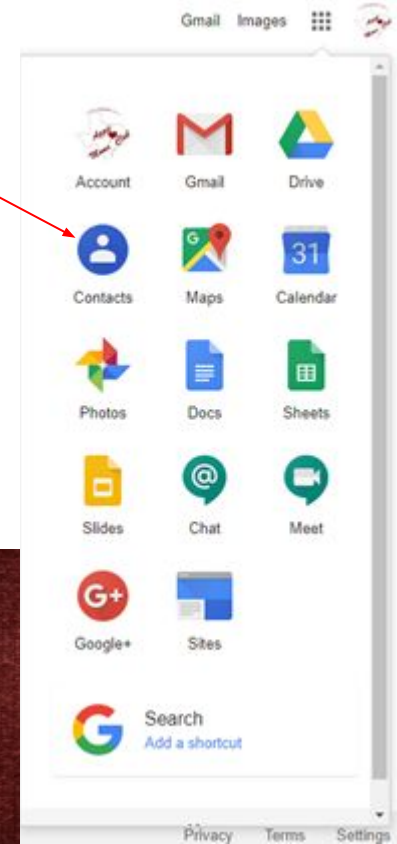 Gmail Images
Account Gmail Drive
G
31
Contacts Maps Calendar
Photos Docs Sheets
@
Slides Chat Meet
G+
Google+ Sites
G
Search
Add a shortcut
Privacy Terms Settings